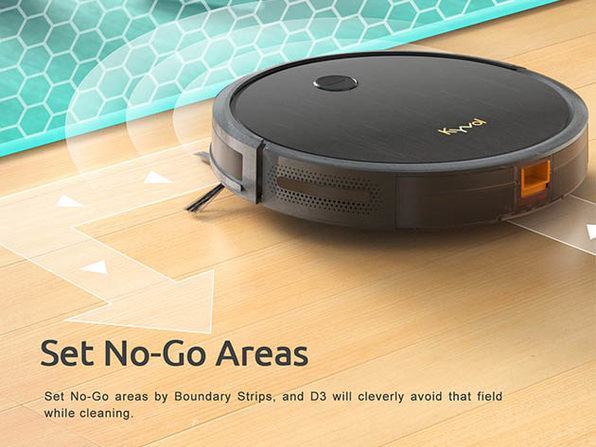 Kyvol
Set No-Go Areas
Set No-Go areas by Boundary Strips, and D3 will cleverly avoid that field
while cleaning.